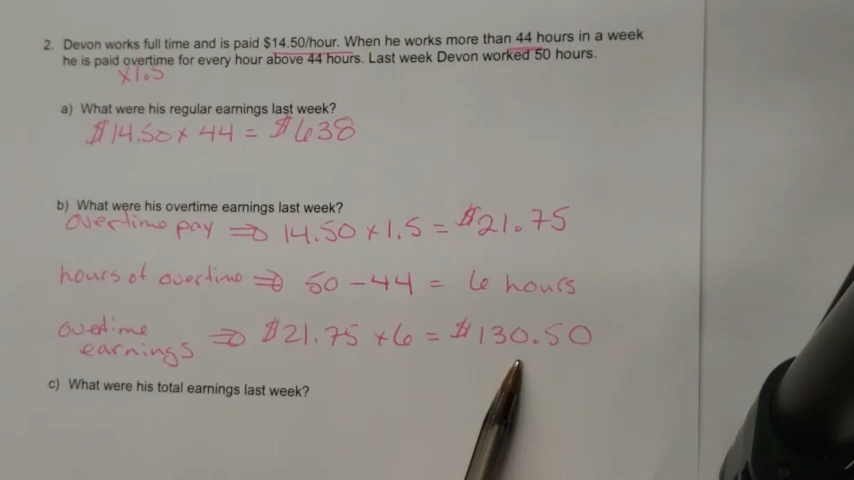 2. Devon works full time and is paid $14.50/hour. When he works more than 44 hours in a week
he is paid overtime for every hour above 44 hours. Last week Devon worked 50 hours.
x1.5
a) What were his regular earnings last week?
$14.50 x 44 = $638
b) What were his overtime earnings last week?
overtime pay ⇒ 14.50 x 1.5 = $21.75
hours of overtime ⇒ 50 - 44 = 6 hours
overtime
earnings ⇒ $21.75 x 6 = $130.50
c) What were his total earnings last week?